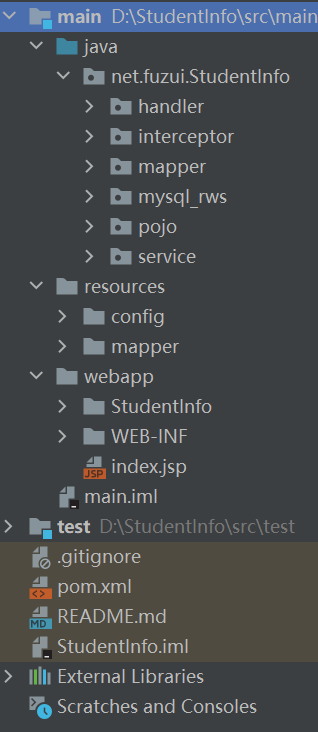 main D:\StudentInfo\src\main
java
net.fuzui.StudentInfo
handler
interceptor
mapper
mysql_rws
pojo
service
resources
config
mapper
webapp
StudentInfo
WEB-INF
JSP index.jsp
main.iml
test D:\StudentInfo\src\test
.gitignore
<> pom.xml
MD README.md
StudentInfo.iml
External Libraries
Scratches and Consoles